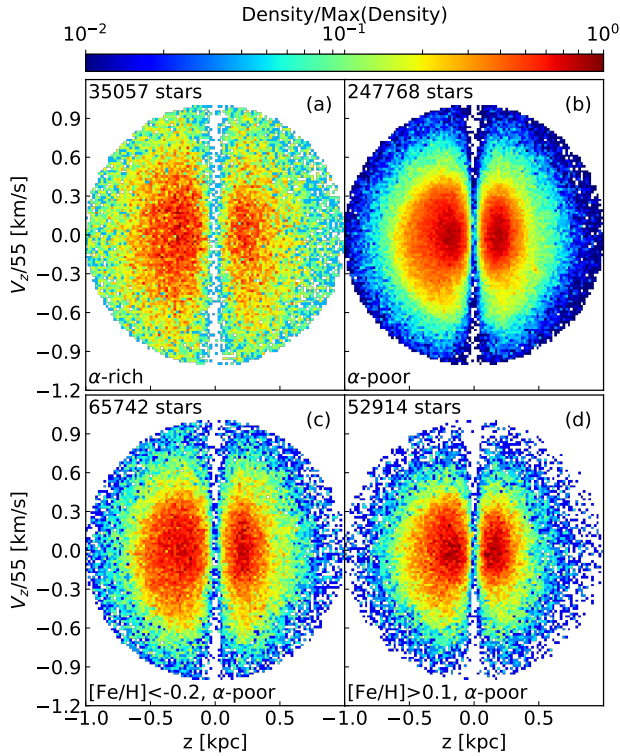 Density/Max(Density)
10⁻² 10⁻¹ 10⁰
35057 stars (a)
247768 stars (b)
0.9
0.6
0.3
0.0
−0.3
−0.6
−0.9
−1.2
V_z/55 [km/s]
α-rich
α-poor
65742 stars (c)
52914 stars (d)
0.9
0.6
0.3
0.0
−0.3
−0.6
−0.9
−1.2
V_z/55 [km/s]
[Fe/H]<-0.2, α-poor
[Fe/H]>0.1, α-poor
−1.0 −0.5 0.0 0.5 −1.0 −0.5 0.0 0.5
z [kpc] z [kpc]